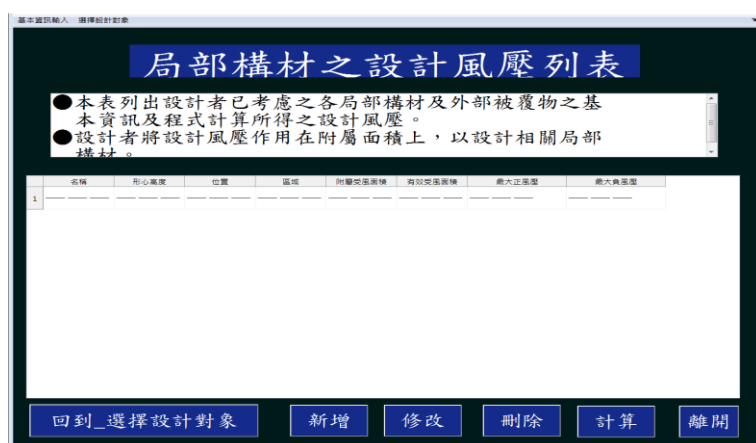 基本資訊輸入 選擇設計對象
局部構材之設計風壓列表
●本表列出設計者已考慮之各局部構材及外部被覆物之基
本資訊及程式計算所得之設計風壓。
●設計者將設計風壓作用在附屬面積上，以設計相關局部
構材。
名稱 形心高度 位置 區域 附屬受風面積 有效受風面積 最大正風壓 最大負風壓
1 — — — — — — — — — — — — — — — — — — — — — — — —
回到_選擇設計對象 新增 修改 刪除 計算 離開